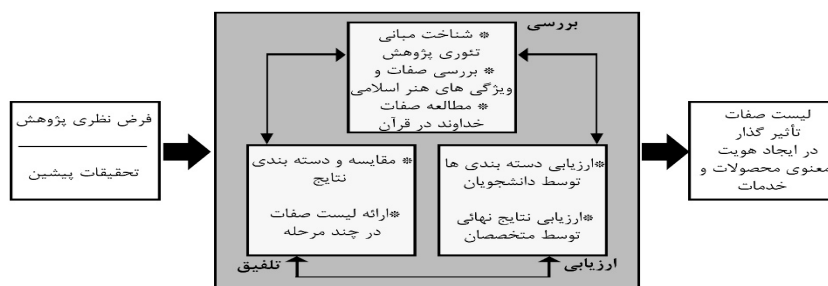 بررسی
* شناخت مبانی
تئوری پژوهش
* بررسی صفات و
ویژگی های هنر اسلامی
* مطالعه صفات
خداوند در قرآن
لیست صفات
تأثیر گذار
در ایجاد هویت
معنوی محصولات و
خدمات
*ارزیابی دسته بندی ها
توسط دانشجویان
*ارزیابی نتایج نهائی
توسط متخصصان
ارزیابی
* مقایسه و دسته بندی
نتایج
*ارائه لیست صفات
در چند مرحله
تلفیق
فرض نظری پژوهش
تحقیقات پیشین